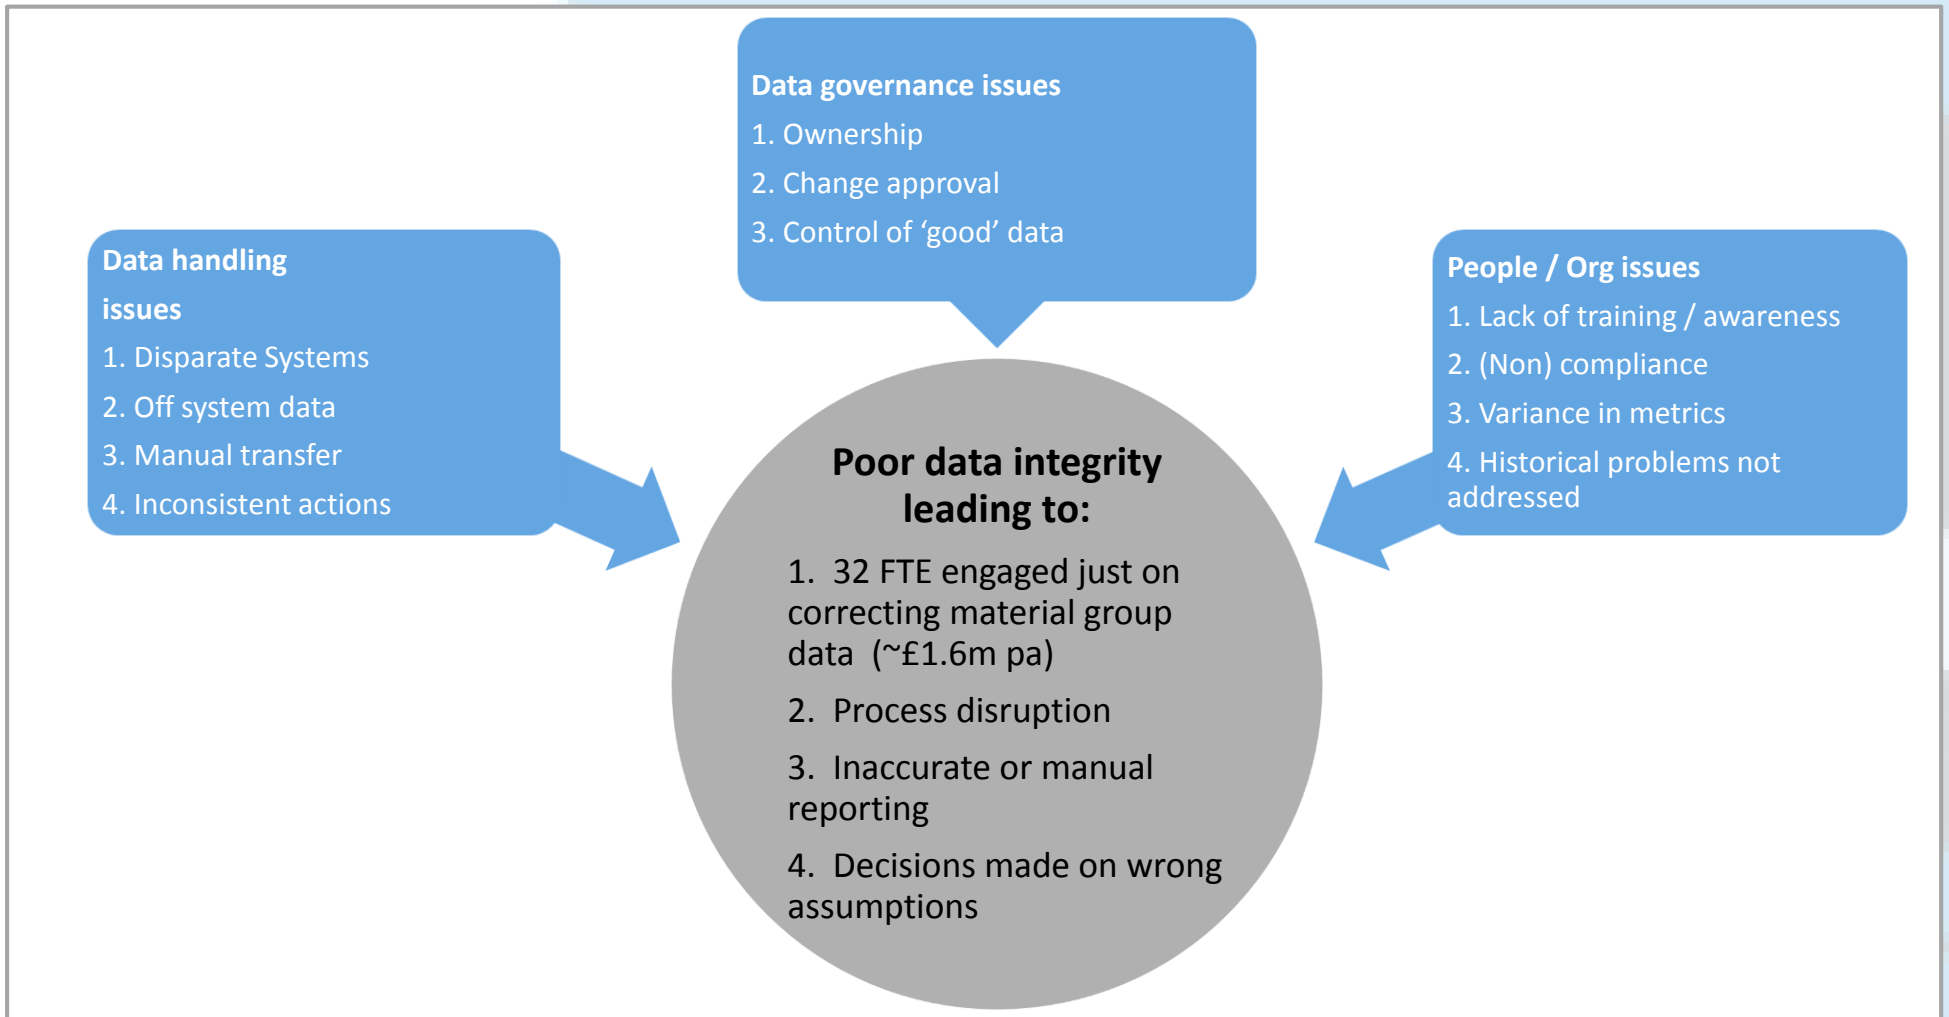 Data governance issues
1. Ownership
2. Change approval
3. Control of ‘good’ data
Data handling
issues
1. Disparate Systems
2. Off system data
3. Manual transfer
4. Inconsistent actions
People / Org issues
1. Lack of training / awareness
2. (Non) compliance
3. Variance in metrics
4. Historical problems not
addressed
Poor data integrity
leading to:
1. 32 FTE engaged just on
correcting material group
data (~£1.6m pa)
2. Process disruption
3. Inaccurate or manual
reporting
4. Decisions made on wrong
assumptions